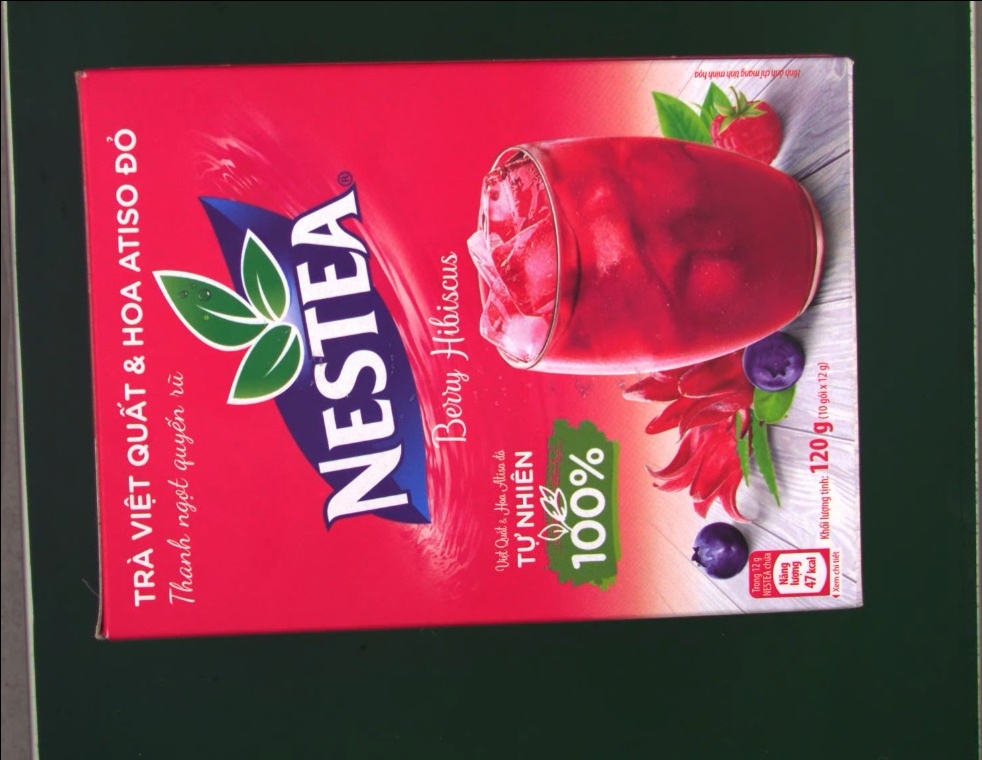 TRÀ VIỆT QUẤT & HOA ATISO ĐỎ
Thanh ngọt quyến rũ
NESTEA®
Berry Hibiscus
Việt Quất & Hoa Atiso đỏ
TỰ NHIÊN
100%
Khối lượng tịnh: 120 g (10 gói x 12 g)
Trong 12 g
NESTEA chứa
Năng
lượng
47 kcal
Xem chi tiết
Hình ảnh chỉ mang tính minh họa